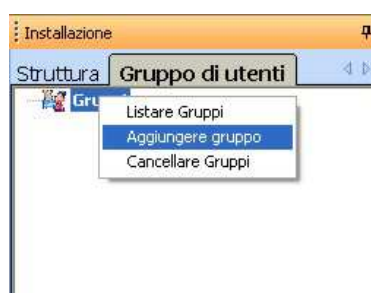 Installazione
Struttura Gruppo di utenti
Listare Gruppi
Aggiungere gruppo
Cancellare Gruppi